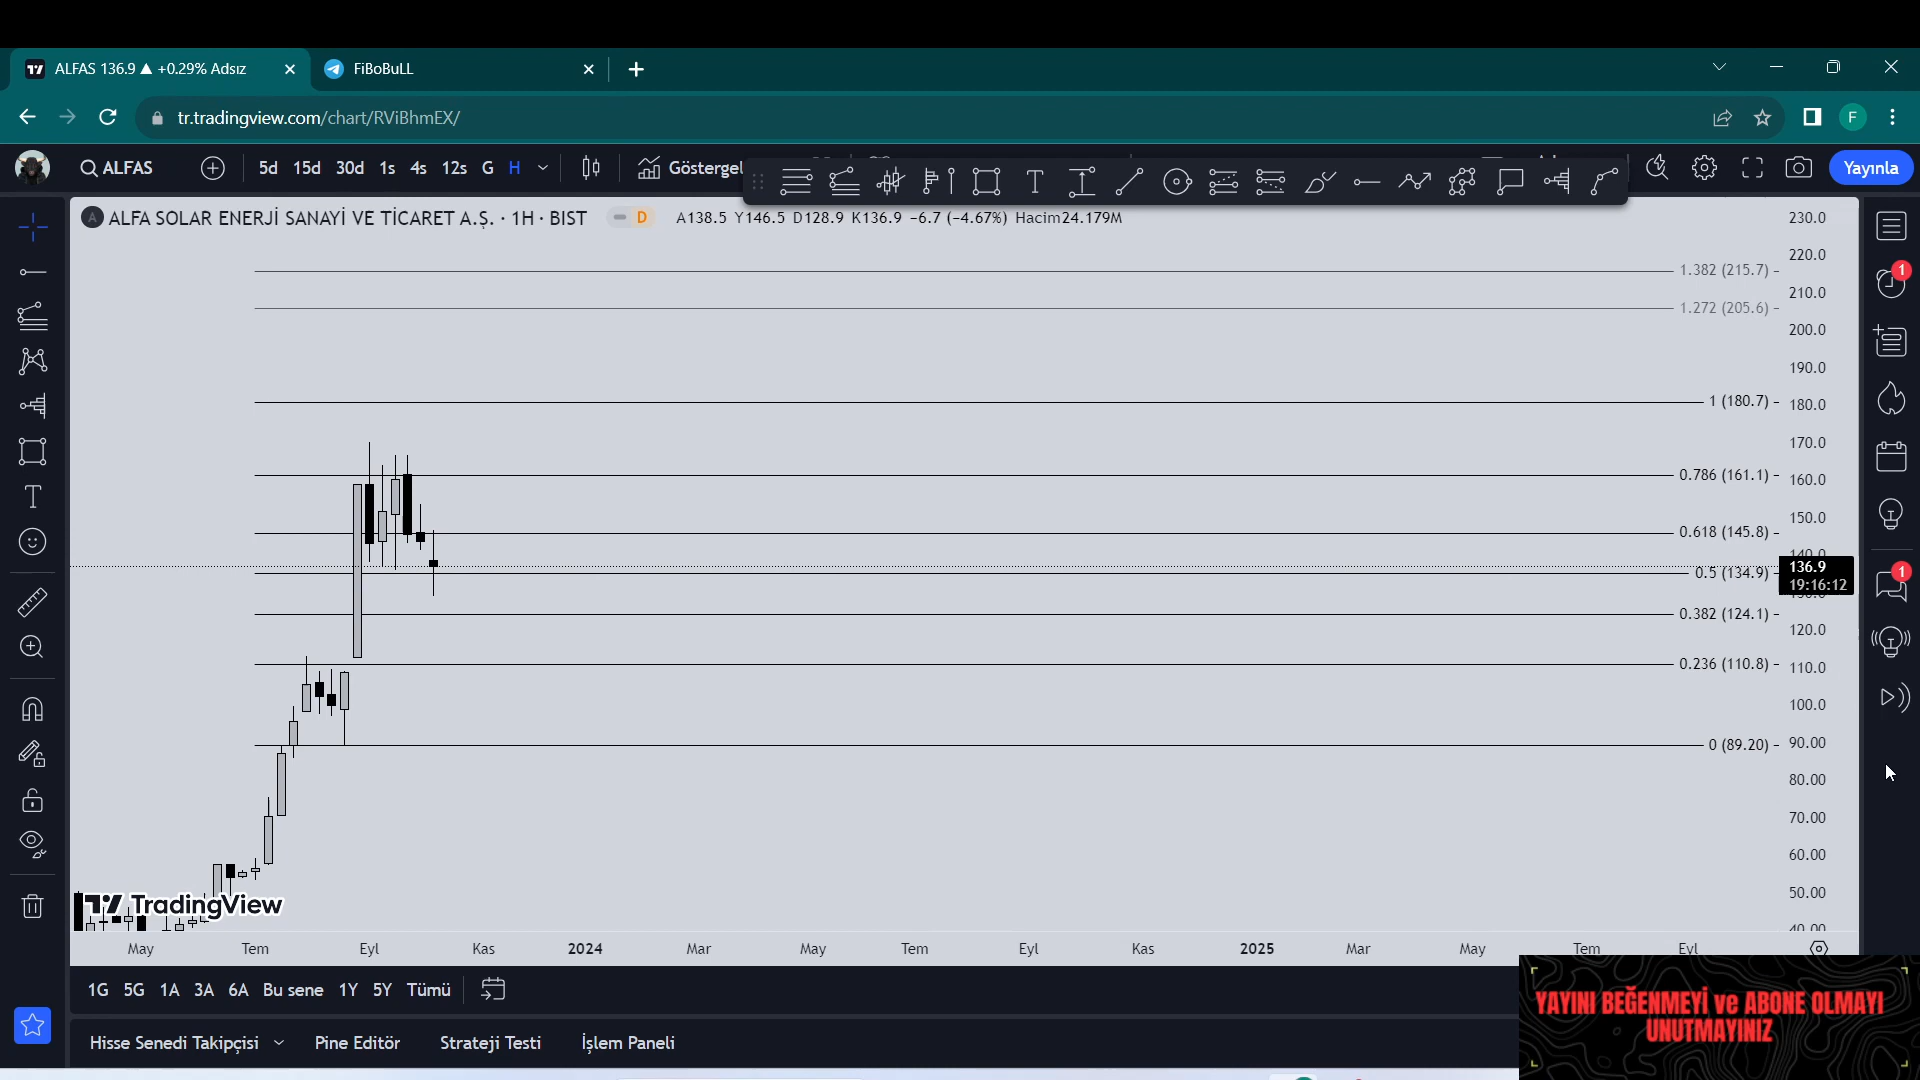 ALFAS 136.9 ▲ +0.29% Adsız
FiBoBuLL
tr.tradingview.com/chart/RViBhmEX/
F
ALFAS
5d 15d 30d 1s 4s 12s G H
Göstergel
Yayınla
A ALFA SOLAR ENERJİ SANAYİ VE TİCARET A.Ş. · 1H · BIST
D
A138.5 Y146.5 D128.9 K136.9 −6.7 (−4.67%) Hacim24.179M
230.0
220.0
1.382 (215.7)
210.0
1.272 (205.6)
200.0
190.0
1 (180.7)
180.0
170.0
0.786 (161.1)
160.0
150.0
0.618 (145.8)
140.0
136.9
0.5 (134.9)
19:16:12
130.0
0.382 (124.1)
120.0
0.236 (110.8)
110.0
100.0
0 (89.20)
90.00
80.00
70.00
60.00
50.00
40.00
1
1
TradingView
May Tem Eyl Kas 2024 Mar May Tem Eyl Kas 2025 Mar May Tem Eyl
1G 5G 1A 3A 6A Bu sene 1Y 5Y Tümü
Hisse Senedi Takipçisi Pine Editör Strateji Testi İşlem Paneli
YAYINI BEĞENMEYİ ve ABONE OLMAYI
UNUTMAYINIZ